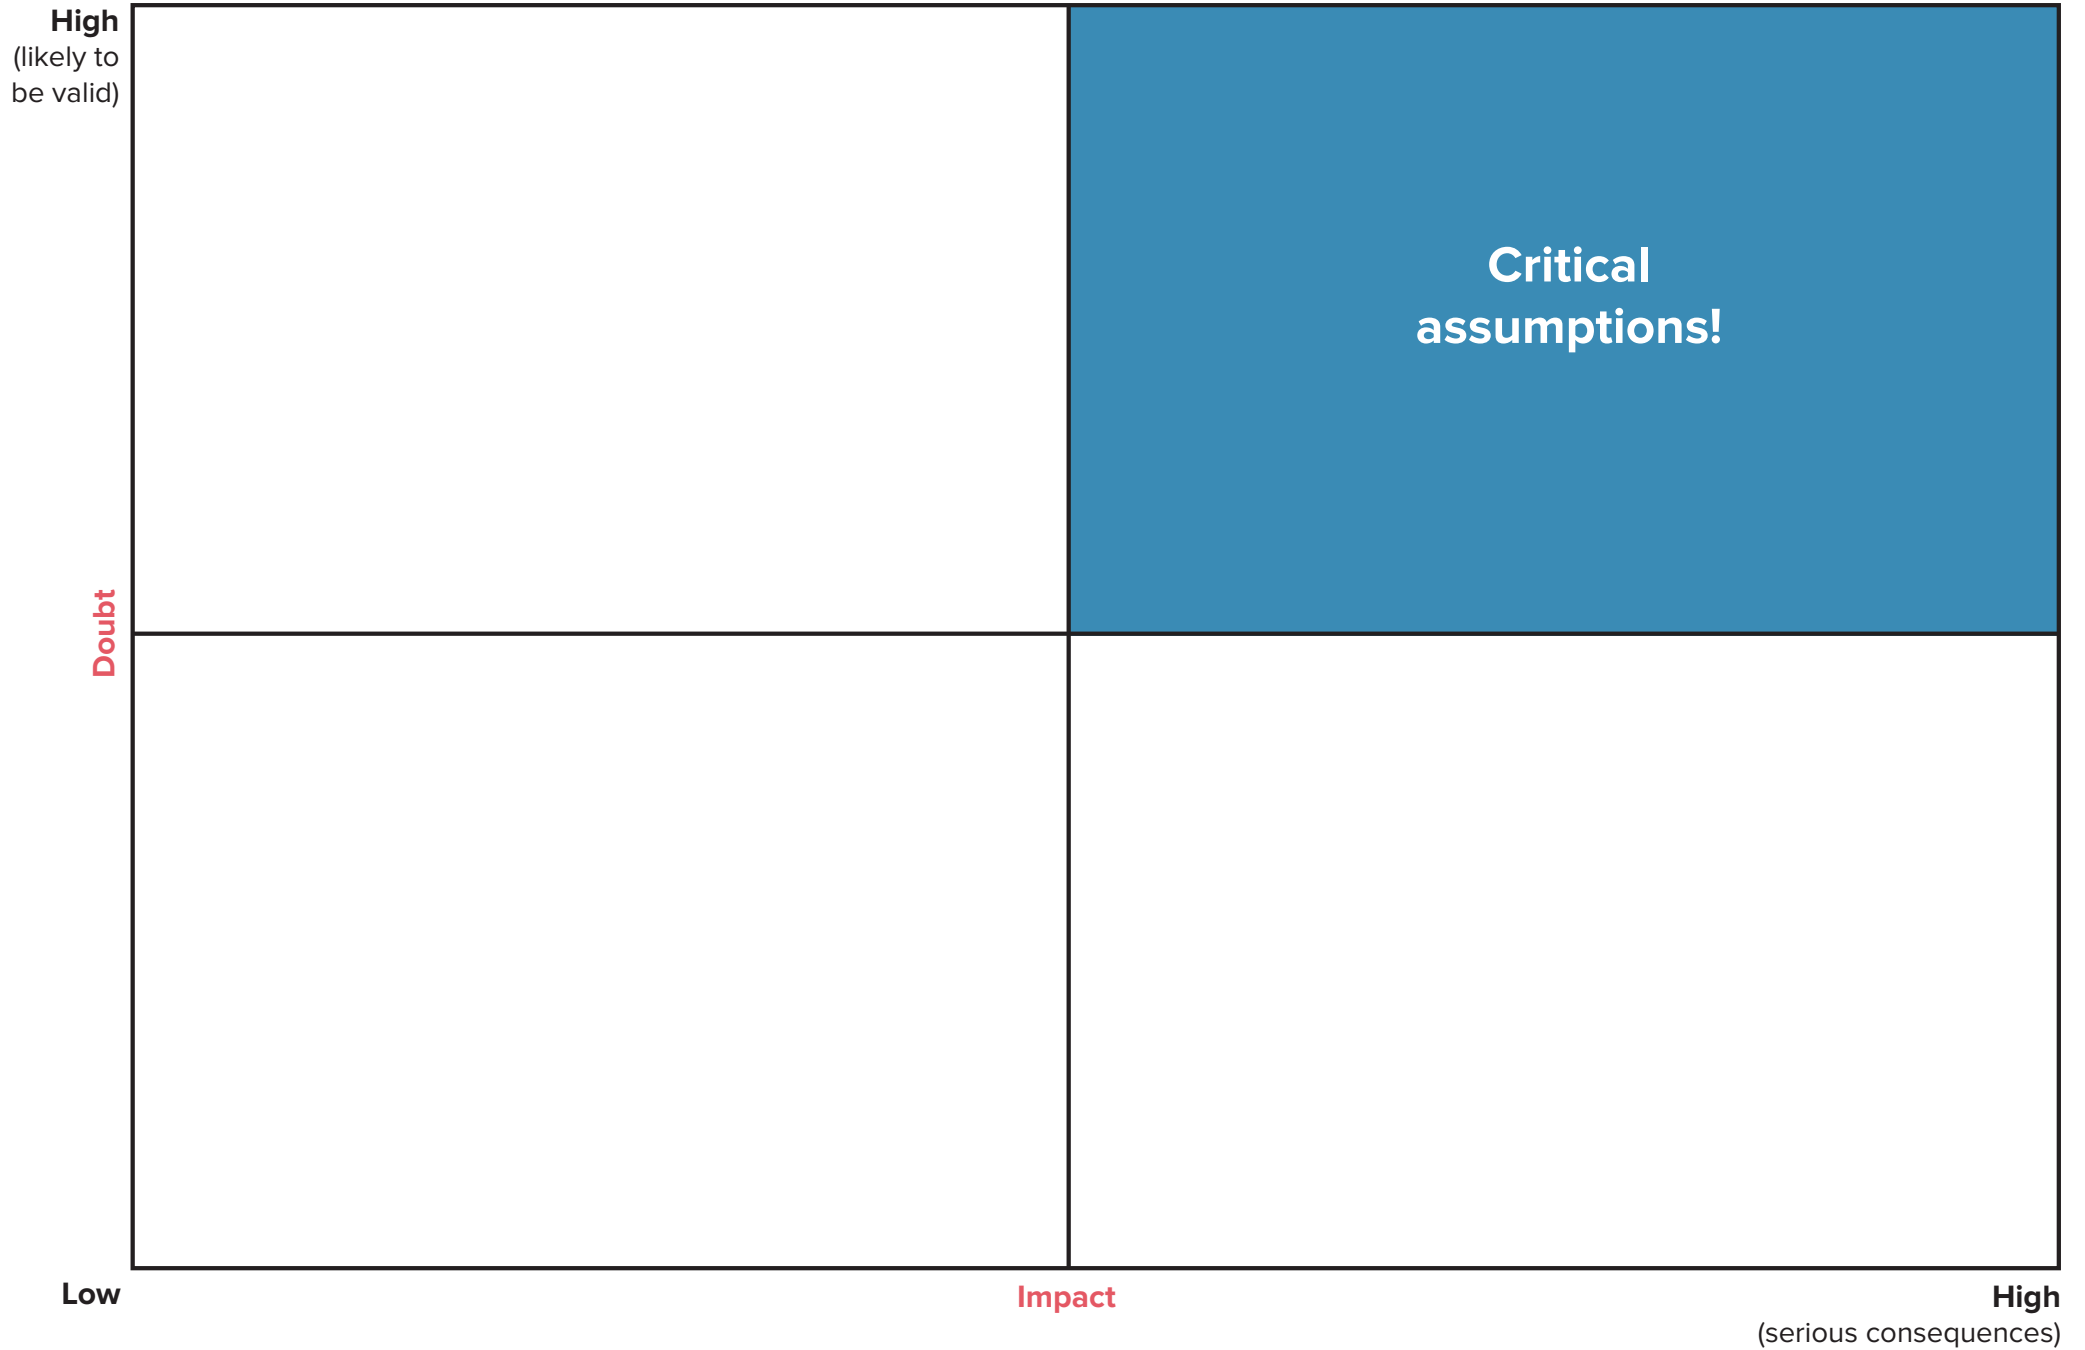 High
(likely to
be valid)
Critical
assumptions!
Doubt
Low
Impact
High
(serious consequences)